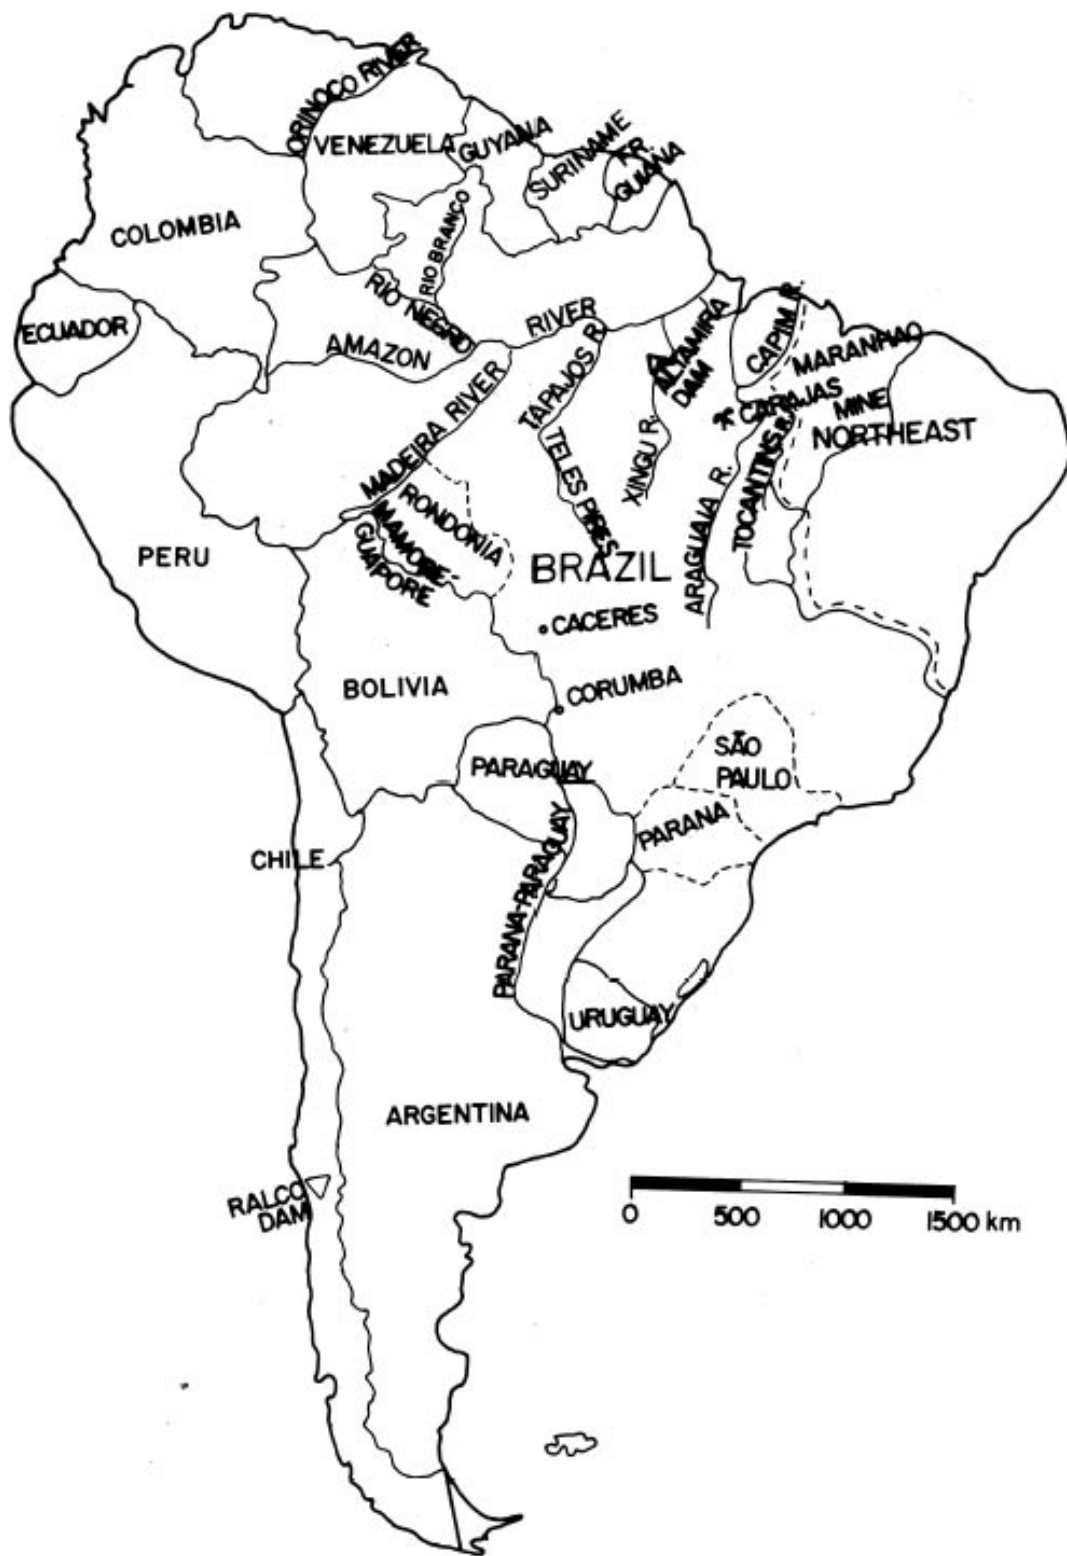 ORINOCO RIVER
VENEZUELA
GUYANA
SURINAME
FR.
GUIANA
COLOMBIA
RIO BRANCO
RIO NEGRO
ECUADOR
AMAZON
RIVER
MADEIRA RIVER
TAPAJOS R.
TELES PIRES
XINGU R.
ALTAMIRA
DAM
CAPIM R.
MARANHAO
CARAJAS
MINE
NORTHEAST
TOCANTINS R.
ARAGUAIA R.
RONDONIA
MAMORE-
GUAPORE
PERU
BRAZIL
CACERES
BOLIVIA
CORUMBA
SÃO
PAULO
PARAGUAY
PARANA
PARANA-PARAGUAY
CHILE
URUGUAY
ARGENTINA
RALCO
DAM
0 500 1000 1500 km